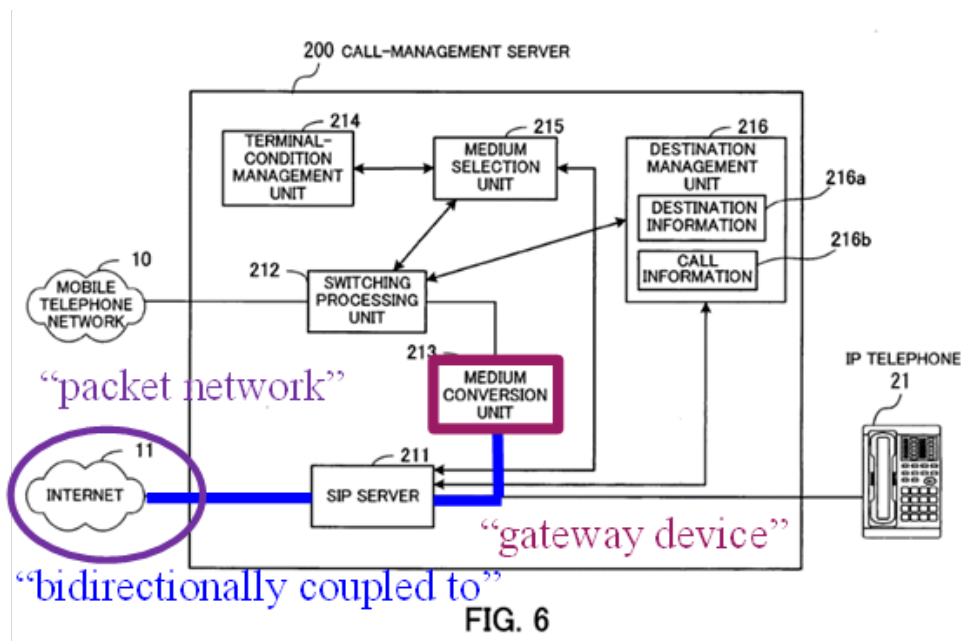 200 CALL-MANAGEMENT SERVER
214
TERMINAL-
CONDITION
MANAGEMENT
UNIT
215
MEDIUM
SELECTION
UNIT
216
DESTINATION
MANAGEMENT
UNIT
216a
DESTINATION
INFORMATION
216b
CALL
INFORMATION
10
MOBILE
TELEPHONE
NETWORK
212
SWITCHING
PROCESSING
UNIT
213
MEDIUM
CONVERSION
UNIT
IP TELEPHONE
21
“packet network”
11
INTERNET
211
SIP SERVER
“gateway device”
“bidirectionally coupled to”
FIG. 6